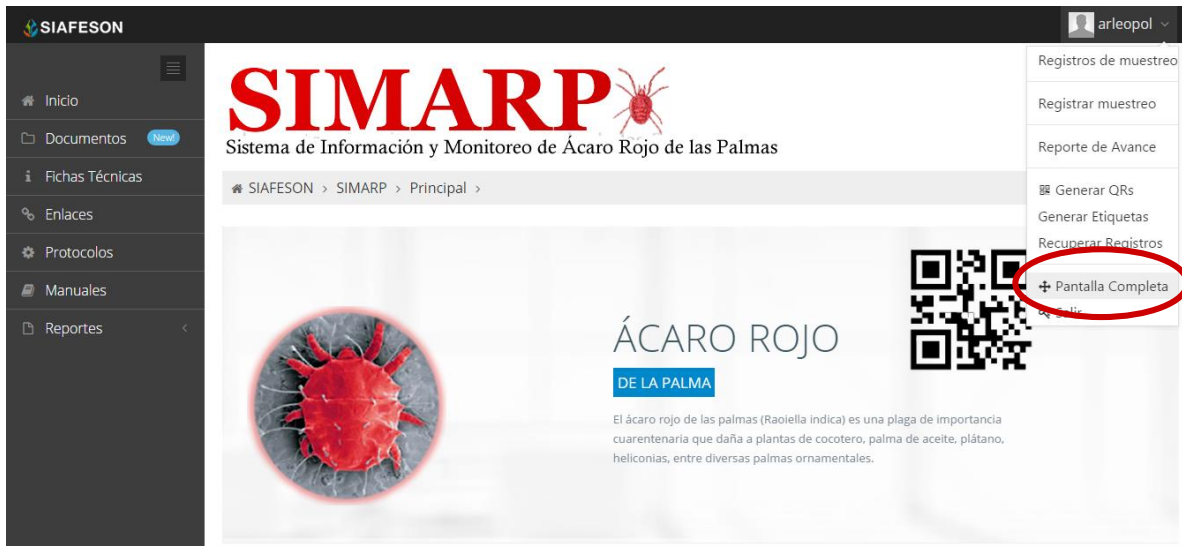 SIAFESON
arleopol
Inicio
Documentos New!
Fichas Técnicas
Enlaces
Protocolos
Manuales
Reportes
SIMARP
Sistema de Información y Monitoreo de Ácaro Rojo de las Palmas
SIAFESON > SIMARP > Principal >
Registros de muestreo
Registrar muestreo
Reporte de Avance
Generar QRs
Generar Etiquetas
Recuperar Registros
Pantalla Completa
Salir
ÁCARO ROJO
DE LA PALMA
El ácaro rojo de las palmas (Raoiella indica) es una plaga de importancia
cuarentenaria que daña a plantas de cocotero, palma de aceite, plátano,
heliconias, entre diversas palmas ornamentales.